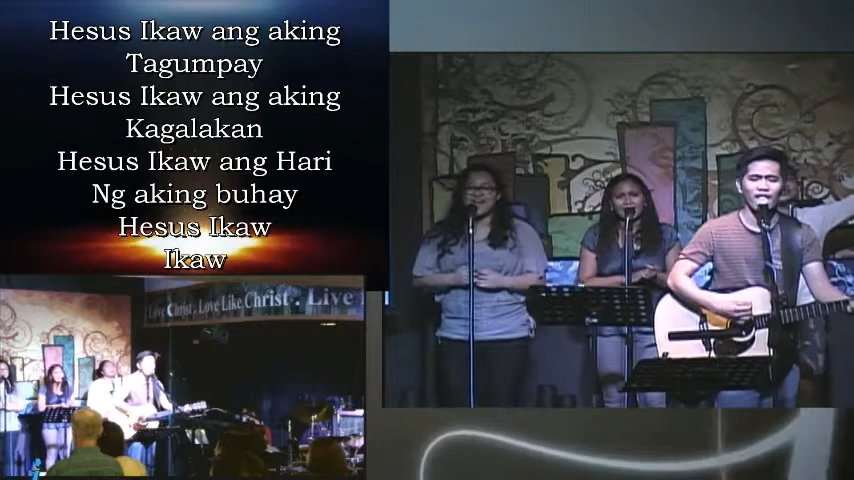 Hesus Ikaw ang aking
Tagumpay
Hesus Ikaw ang aking
Kagalakan
Hesus Ikaw ang Hari
Ng aking buhay
Hesus Ikaw
Ikaw
Love Christ . Love Like Christ . Live